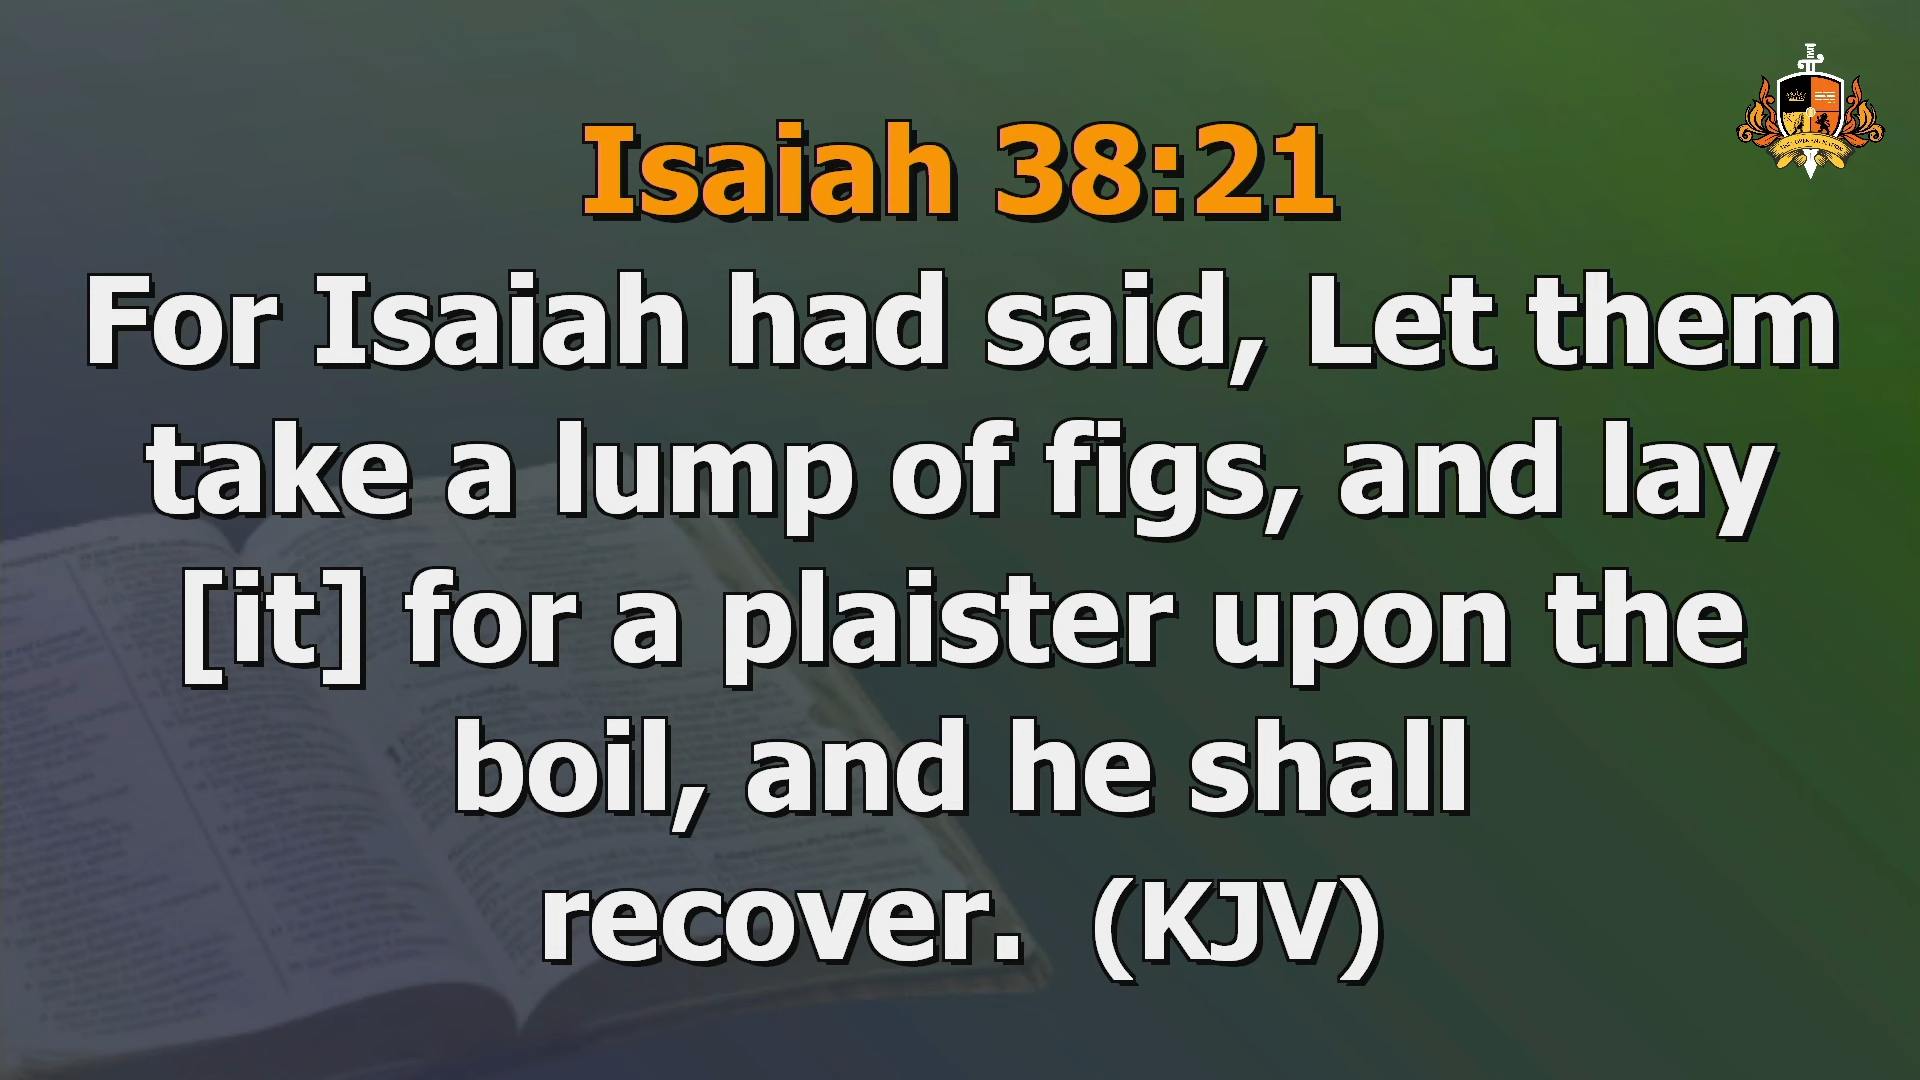 Isaiah 38:21
For Isaiah had said, Let them
take a lump of figs, and lay
[it] for a plaister upon the
boil, and he shall
recover.  (KJV)